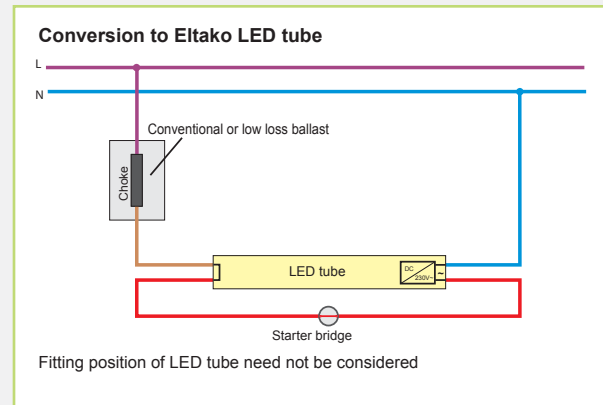 Conversion to Eltako LED tube
L
N
Conventional or low loss ballast
Choke
LED tube
DC
230V~
~
Starter bridge
Fitting position of LED tube need not be considered